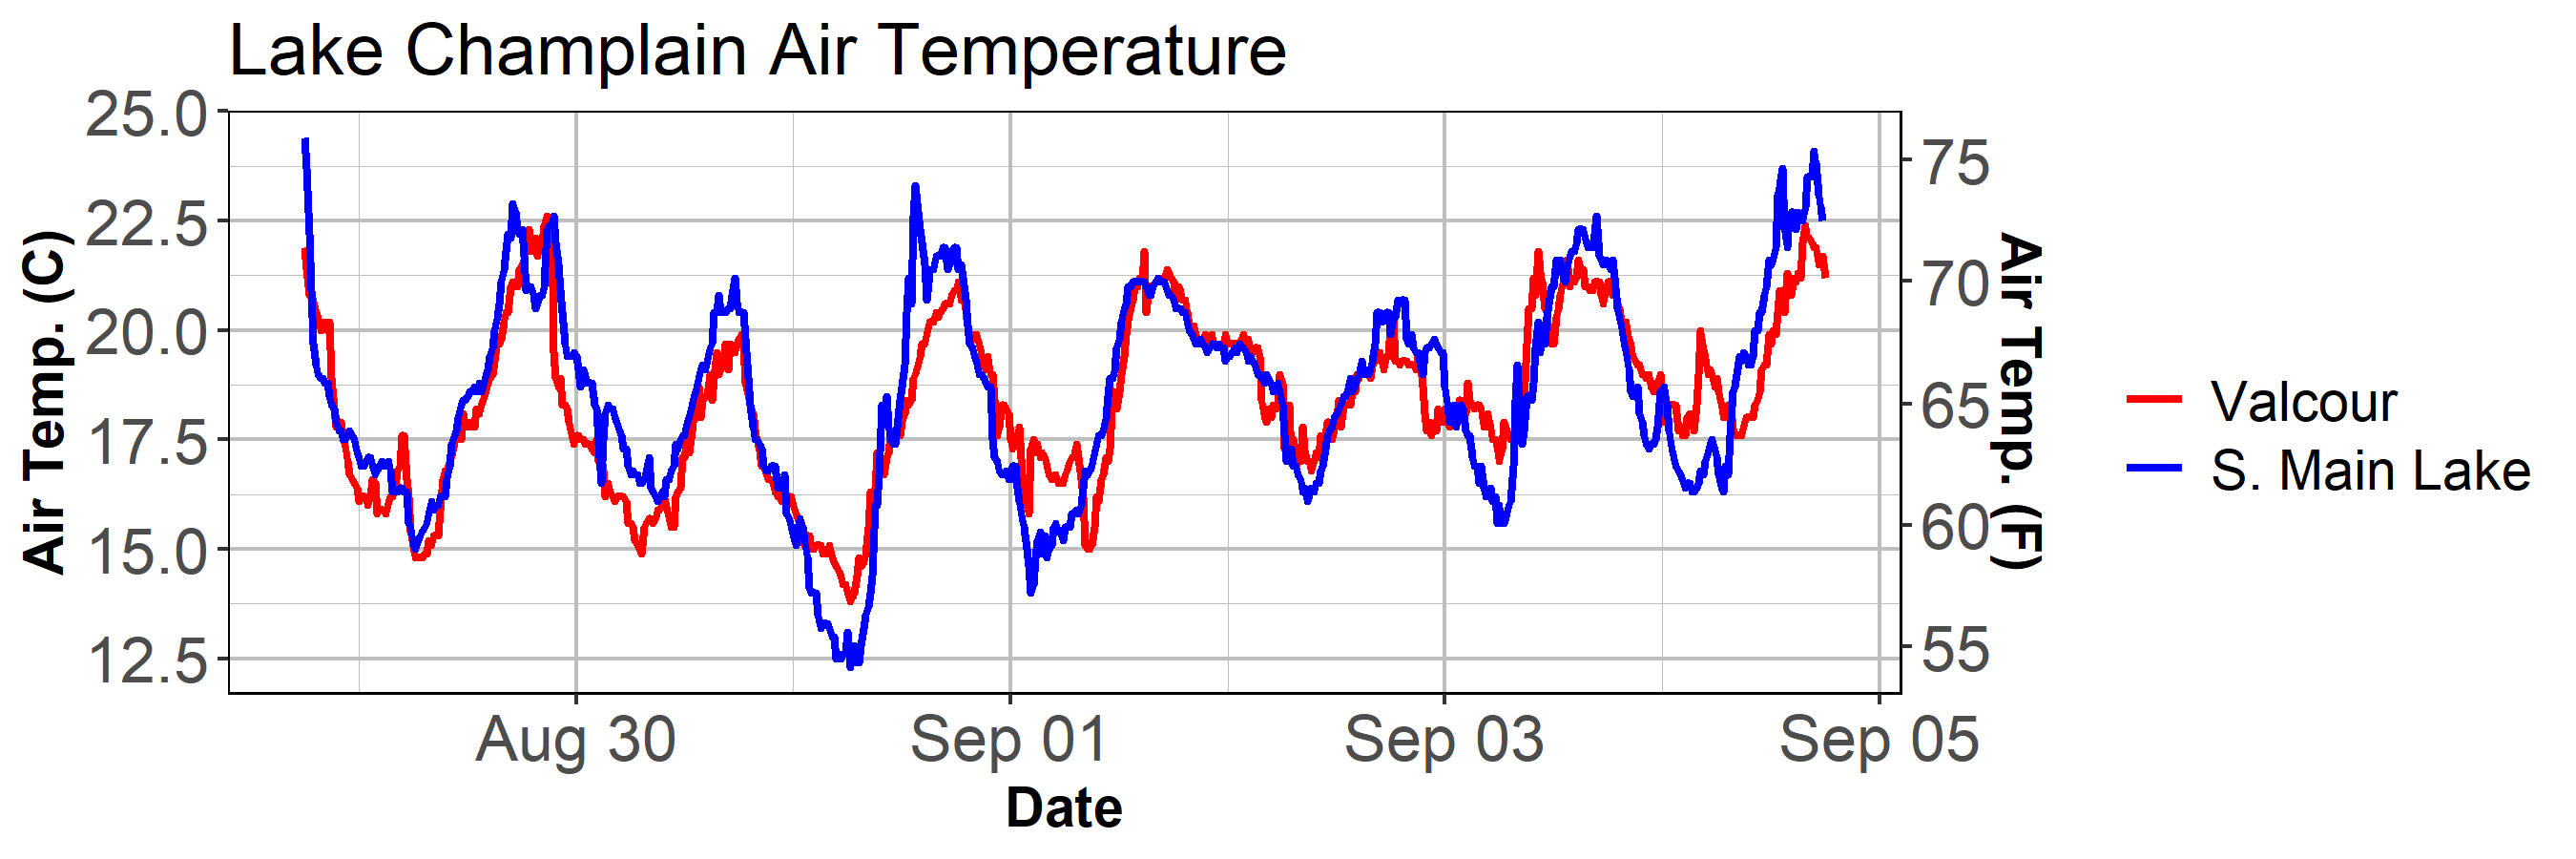 Lake Champlain Air Temperature
Air Temp. (C)
25.0
22.5
20.0
17.5
15.0
12.5
75
70
65
60
55
Air Temp. (F)
Aug 30
Sep 01
Sep 03
Sep 05
Date
Valcour
S. Main Lake